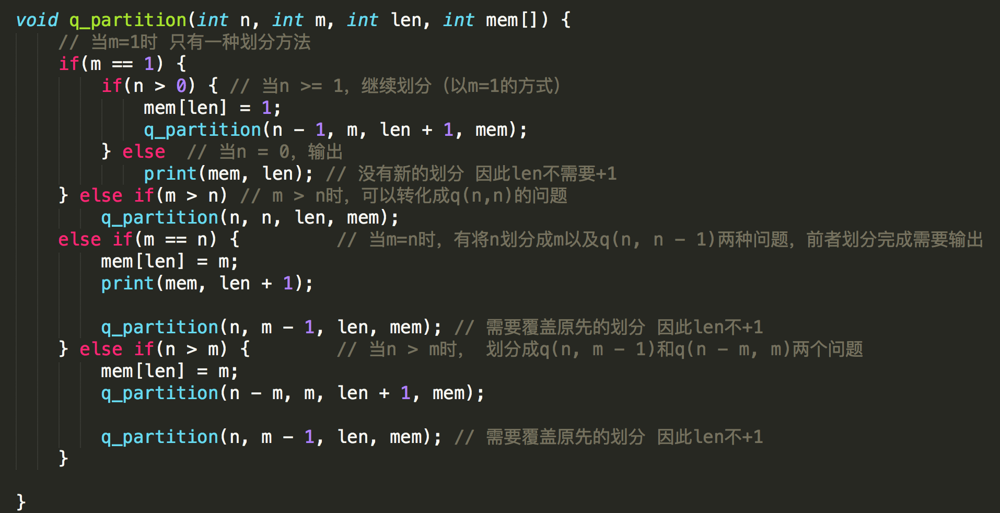 void q_partition(int n, int m, int len, int mem[]) {
// 当m=1时 只有一种划分方法
if(m == 1) {
if(n > 0) { // 当n >= 1，继续划分（以m=1的方式）
mem[len] = 1;
q_partition(n - 1, m, len + 1, mem);
} else  // 当n = 0，输出
print(mem, len); // 没有新的划分 因此len不需要+1
} else if(m > n) // m > n时，可以转化成q(n,n)的问题
q_partition(n, n, len, mem);
else if(m == n) {         // 当m=n时，有将n划分成m以及q(n, n - 1)两种问题，前者划分完成需要输出
mem[len] = m;
print(mem, len + 1);
q_partition(n, m - 1, len, mem); // 需要覆盖原先的划分 因此len不+1
} else if(n > m) {        // 当n > m时， 划分成q(n, m - 1)和q(n - m, m)两个问题
mem[len] = m;
q_partition(n - m, m, len + 1, mem);
q_partition(n, m - 1, len, mem); // 需要覆盖原先的划分 因此len不+1
}
}